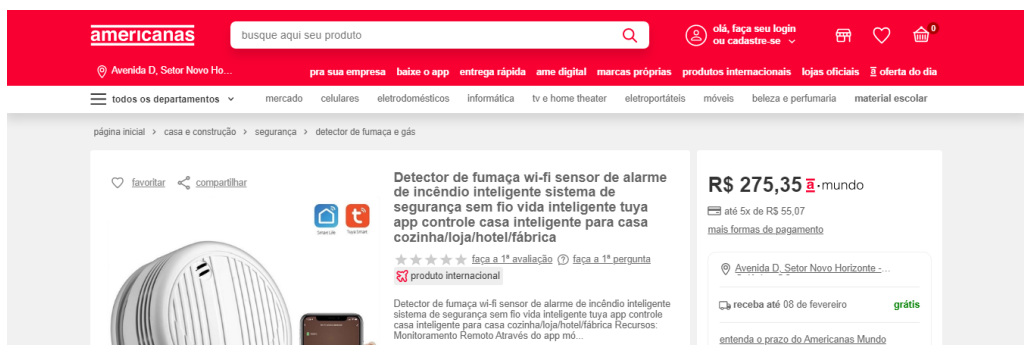 americanas
busque aqui seu produto
olá, faça seu login
ou cadastre-se
0
Avenida D, Setor Novo Ho...
pra sua empresa baixe o app entrega rápida ame digital marcas próprias produtos internacionais lojas oficiais a oferta do dia
todos os departamentos mercado celulares eletrodomésticos informática tv e home theater eletroportáteis móveis beleza e perfumaria material escolar
página inicial > casa e construção > segurança > detector de fumaça e gás
favoritar compartilhar
Smart Life Tuya Smart
Detector de fumaça wi-fi sensor de alarme
de incêndio inteligente sistema de
segurança sem fio vida inteligente tuya
app controle casa inteligente para casa
cozinha/loja/hotel/fábrica
faça a 1ª avaliação faça a 1ª pergunta
produto internacional
Detector de fumaça wi-fi sensor de alarme de incêndio inteligente
sistema de segurança sem fio vida inteligente tuya app controle
casa inteligente para casa cozinha/loja/hotel/fábrica Recursos:
Monitoramento Remoto Através do app mó...
R$ 275,35 a mundo
até 5x de R$ 55,07
mais formas de pagamento
Avenida D, Setor Novo Horizonte -...
receba até 08 de fevereiro grátis
entenda o prazo do Americanas Mundo